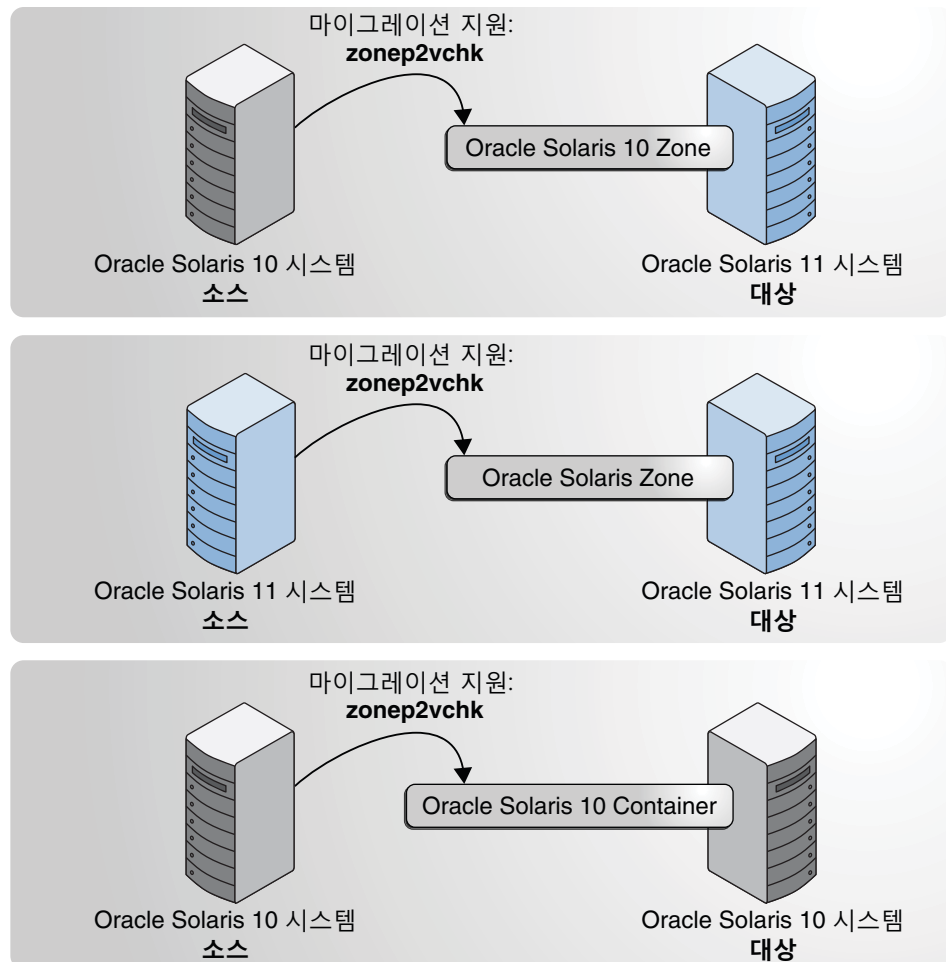 마이그레이션 지원:
zonep2vchk
Oracle Solaris 10 Zone
Oracle Solaris 10 시스템
소스
Oracle Solaris 11 시스템
대상
마이그레이션 지원:
zonep2vchk
Oracle Solaris Zone
Oracle Solaris 11 시스템
소스
Oracle Solaris 11 시스템
대상
마이그레이션 지원:
zonep2vchk
Oracle Solaris 10 Container
Oracle Solaris 10 시스템
소스
Oracle Solaris 10 시스템
대상